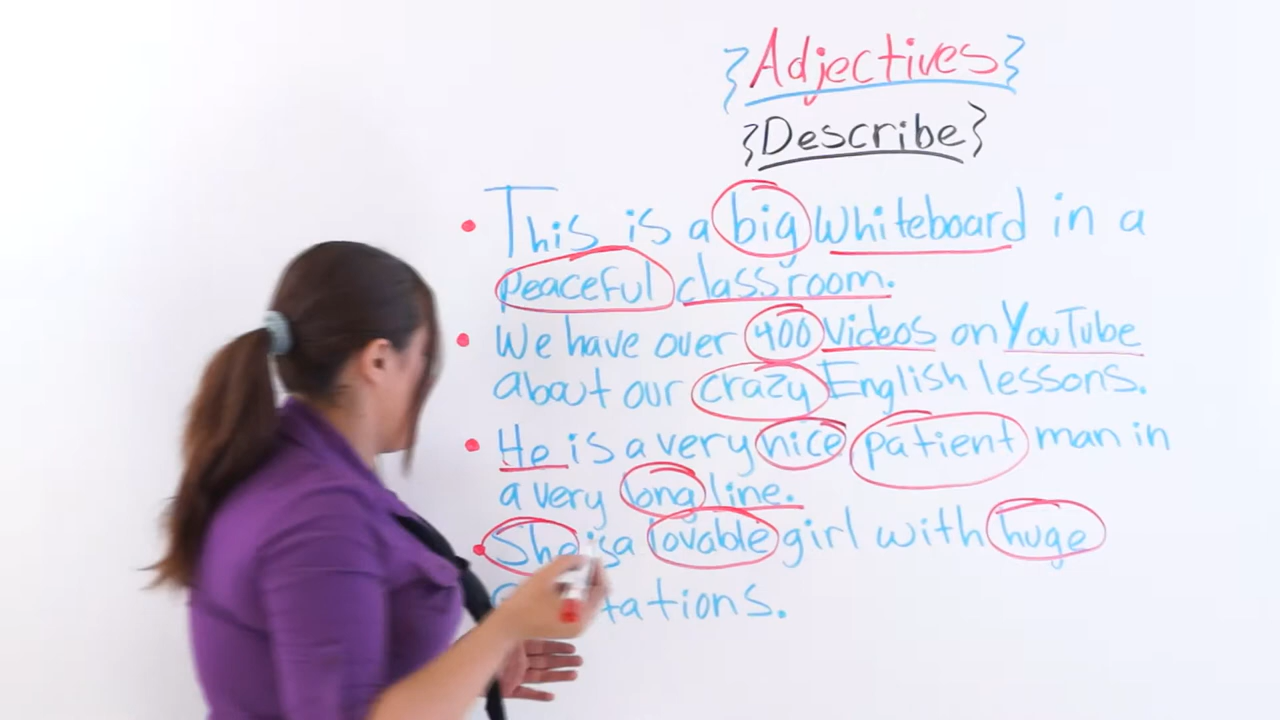 {Adjectives}
{Describe}
• This is a big whiteboard in a
peaceful classroom.
• We have over 400 videos on YouTube
about our crazy English lessons.
• He is a very nice patient man in
a very long line.
• She is a lovable girl with huge